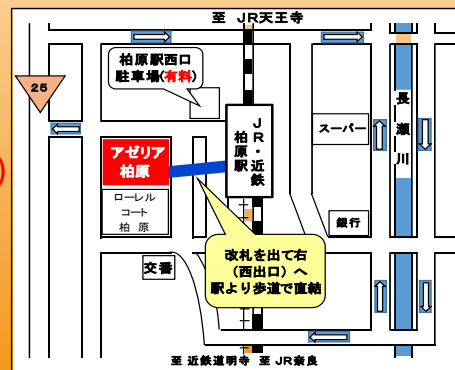 至 JR天王寺
柏原駅西口
駐車場(有料)
25
JR・近鉄
柏原駅
スーパー
長瀬川
アゼリア
柏原
ローレル
コート
柏原
銀行
改札を出て右
(西出口)へ
駅より歩道で直結
交番
至 近鉄道明寺 至 JR奈良